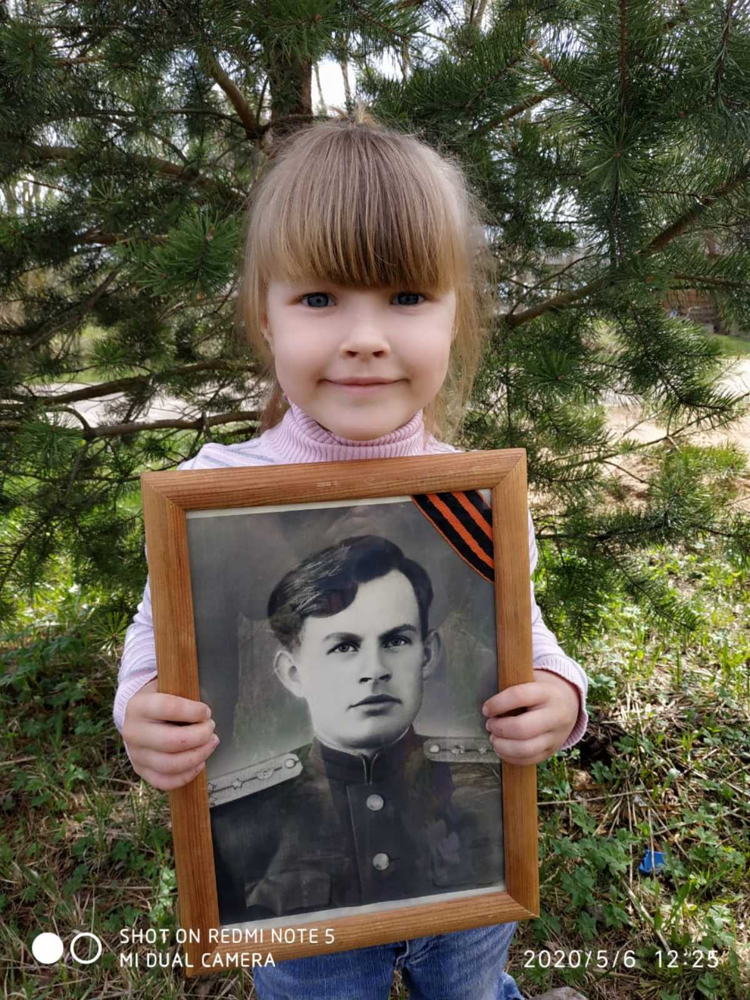 SHOT ON REDMI NOTE 5
MI DUAL CAMERA
2020/5/6 12:25